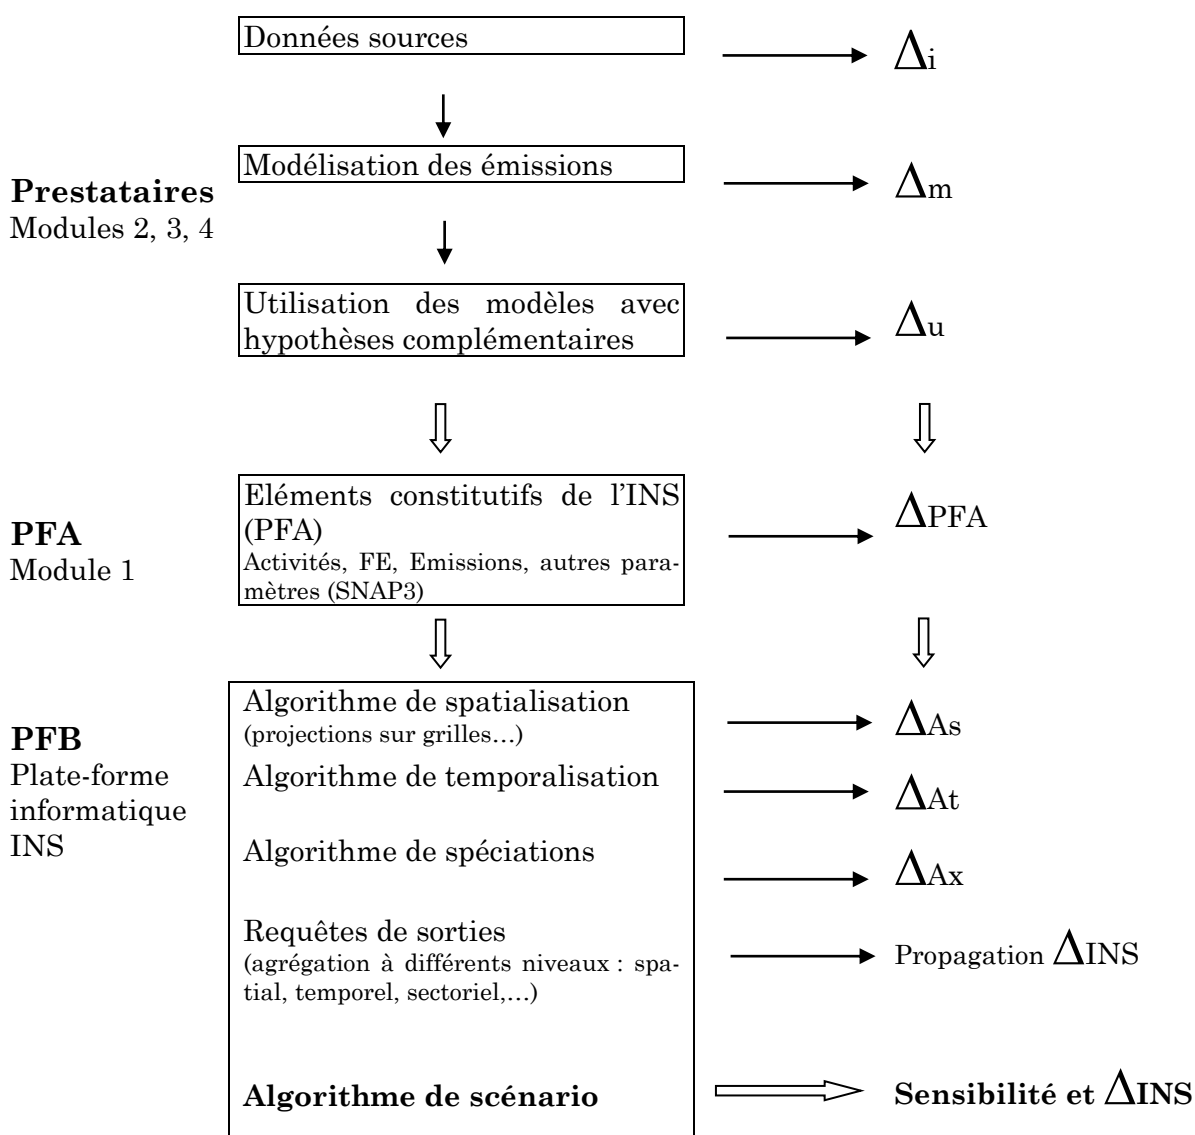 Données sources
Δi
Modélisation des émissions
Δm
Prestataires
Modules 2, 3, 4
Utilisation des modèles avec
hypothèses complémentaires
Δu
Eléments constitutifs de l'INS
(PFA)
Activités, FE, Emissions, autres para-
mètres (SNAP3)
ΔPFA
PFA
Module 1
PFB
Plate-forme
informatique
INS
Algorithme de spatialisation
(projections sur grilles…)
ΔAs
Algorithme de temporalisation
ΔAt
Algorithme de spéciations
ΔAx
Requêtes de sorties
(agrégation à différents niveaux : spa-
tial, temporel, sectoriel,…)
Propagation ΔINS
Algorithme de scénario
Sensibilité et ΔINS